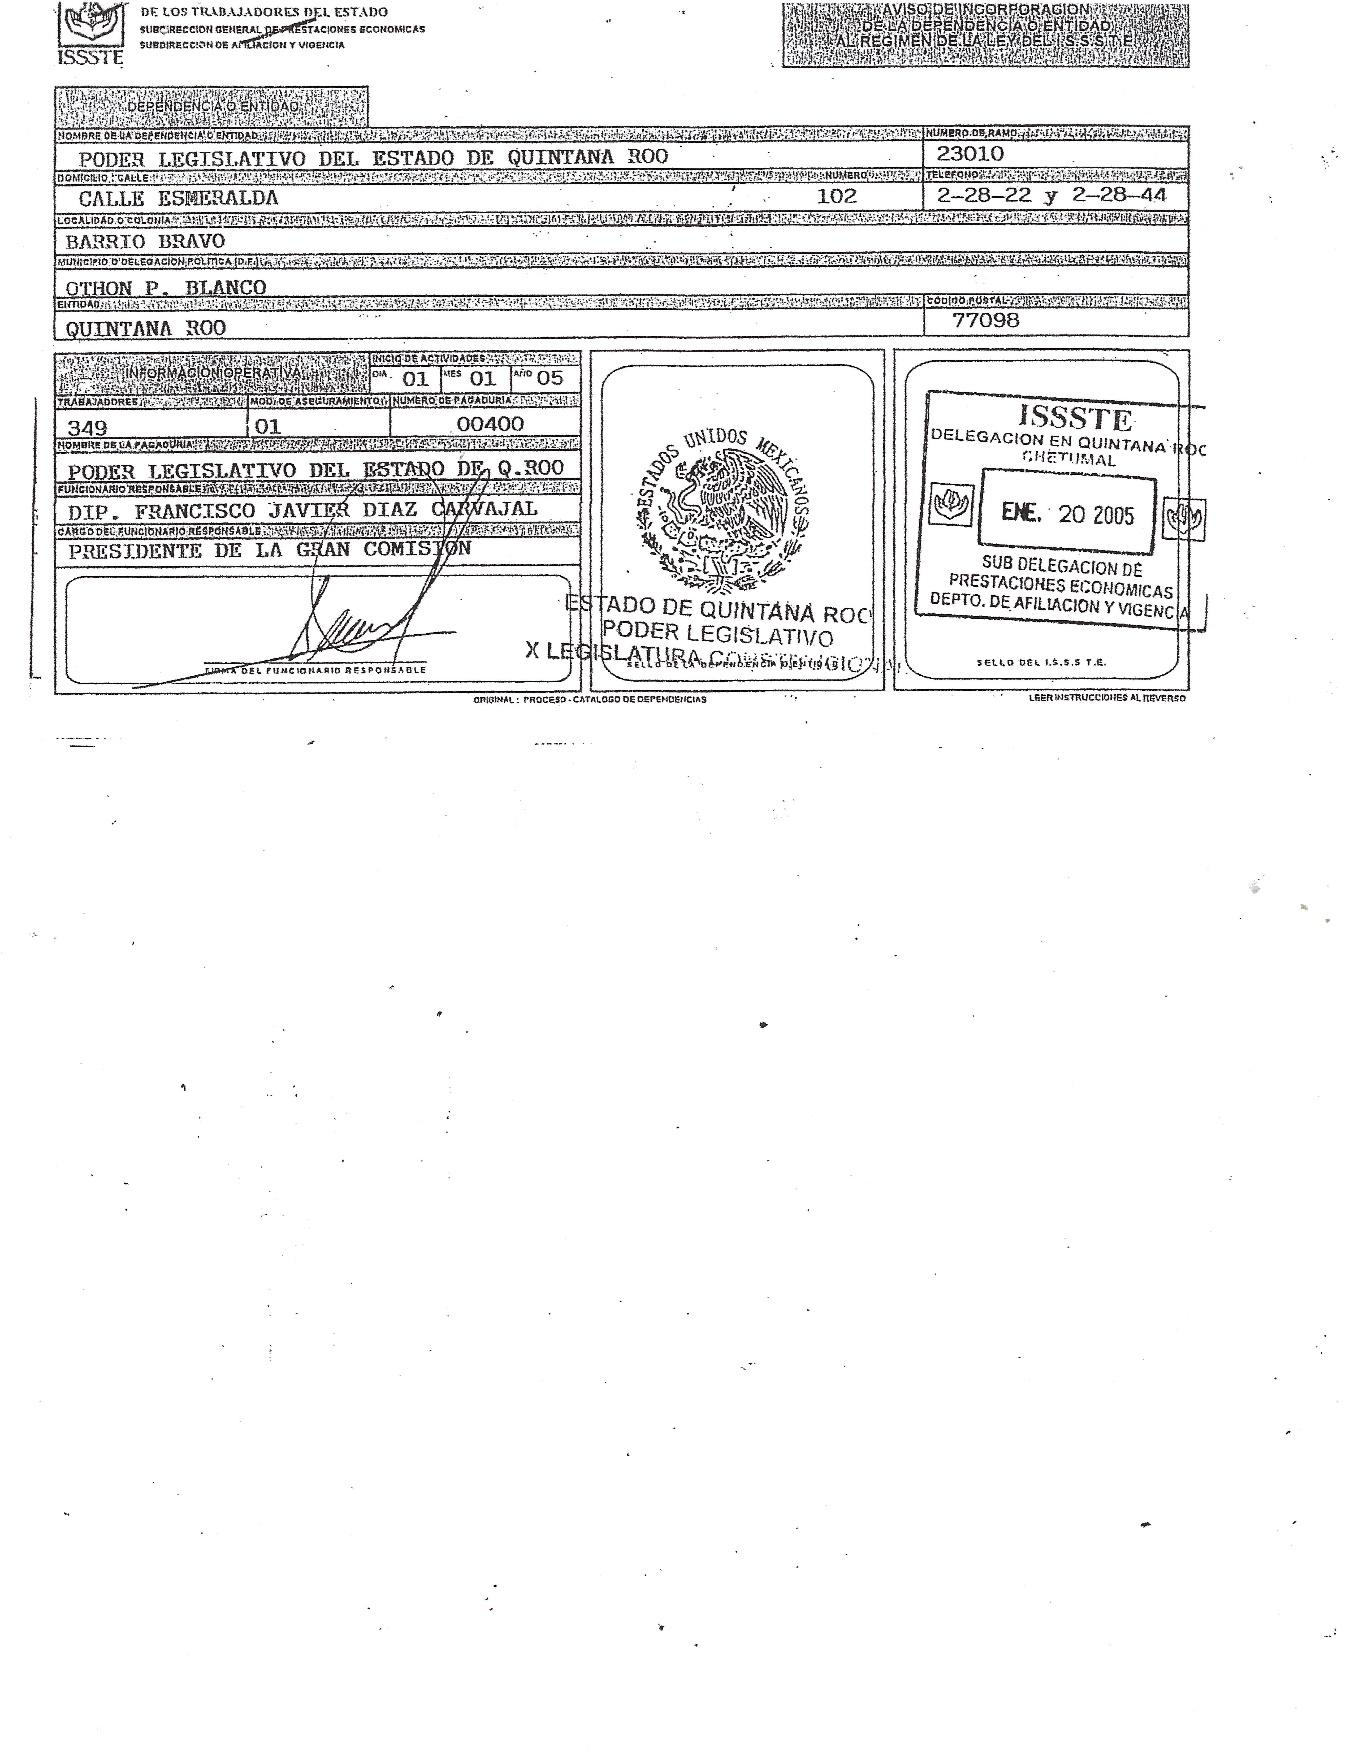 DE LOS TRABAJADORES DEL ESTADO
SUBDIRECCION GENERAL DE PRESTACIONES ECONOMICAS
SUBDIRECCION DE AFILIACION Y VIGENCIA
ISSSTE
AVISO DE INCORPORACION
DE LA DEPENDENCIA O ENTIDAD
AL REGIMEN DE LA LEY DEL I.S.S.S.T.E.
DEPENDENCIA O ENTIDAD
NOMBRE DE LA DEPENDENCIA O ENTIDAD NUMERO DE RAMO
PODER LEGISLATIVO DEL ESTADO DE QUINTANA ROO 23010
DOMICILIO / CALLE NUMERO TELEFONO
CALLE ESMERALDA 102 2-28-22 y 2-28-44
LOCALIDAD O COLONIA
BARRIO BRAVO
MUNICIPIO O DELEGACION POLITICA (D.F.)
OTHON P. BLANCO
ENTIDAD CODIGO POSTAL
QUINTANA ROO 77098
INFORMACION OPERATIVA
INICIO DE ACTIVIDADES
DIA 01 MES 01 AÑO 05
TRABAJADORES MOD. DE ASEGURAMIENTO NUMERO DE PAGADURIA
349 01 00400
NOMBRE DE LA PAGADURIA
PODER LEGISLATIVO DEL ESTADO DE Q.ROO
FUNCIONARIO RESPONSABLE
DIP. FRANCISCO JAVIER DIAZ CARVAJAL
CARGO DEL FUNCIONARIO RESPONSABLE
PRESIDENTE DE LA GRAN COMISION
FIRMA DEL FUNCIONARIO RESPONSABLE
ESTADOS UNIDOS MEXICANOS
ESTADO DE QUINTANA ROO
PODER LEGISLATIVO
X LEGISLATURA CONSTITUCIONAL
SELLO DE LA DEPENDENCIA O ENTIDAD
ISSSTE
DELEGACION EN QUINTANA ROO
CHETUMAL
ENE. 20 2005
SUB DELEGACION DE
PRESTACIONES ECONOMICAS
DEPTO. DE AFILIACION Y VIGENCIA
SELLO DEL I.S.S.S T.E.
ORIGINAL : PROCESO - CATALOGO DE DEPENDENCIAS
LEER INSTRUCCIONES AL REVERSO